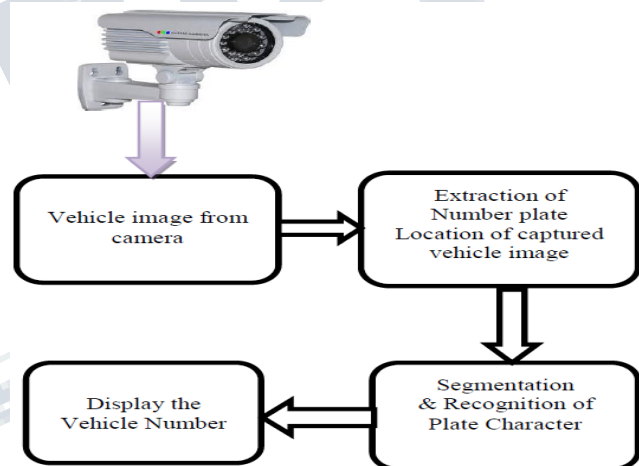 Vehicle image from
camera
Extraction of
Number plate
Location of captured
vehicle image
Segmentation
& Recognition of
Plate Character
Display the
Vehicle Number